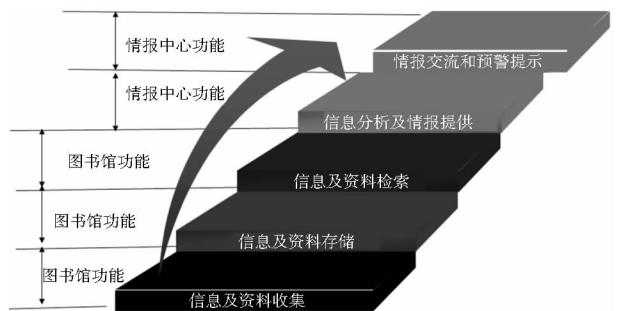 情报中心功能
情报交流和预警提示
情报中心功能
信息分析及情报提供
图书馆功能
信息及资料检索
图书馆功能
信息及资料存储
图书馆功能
信息及资料收集